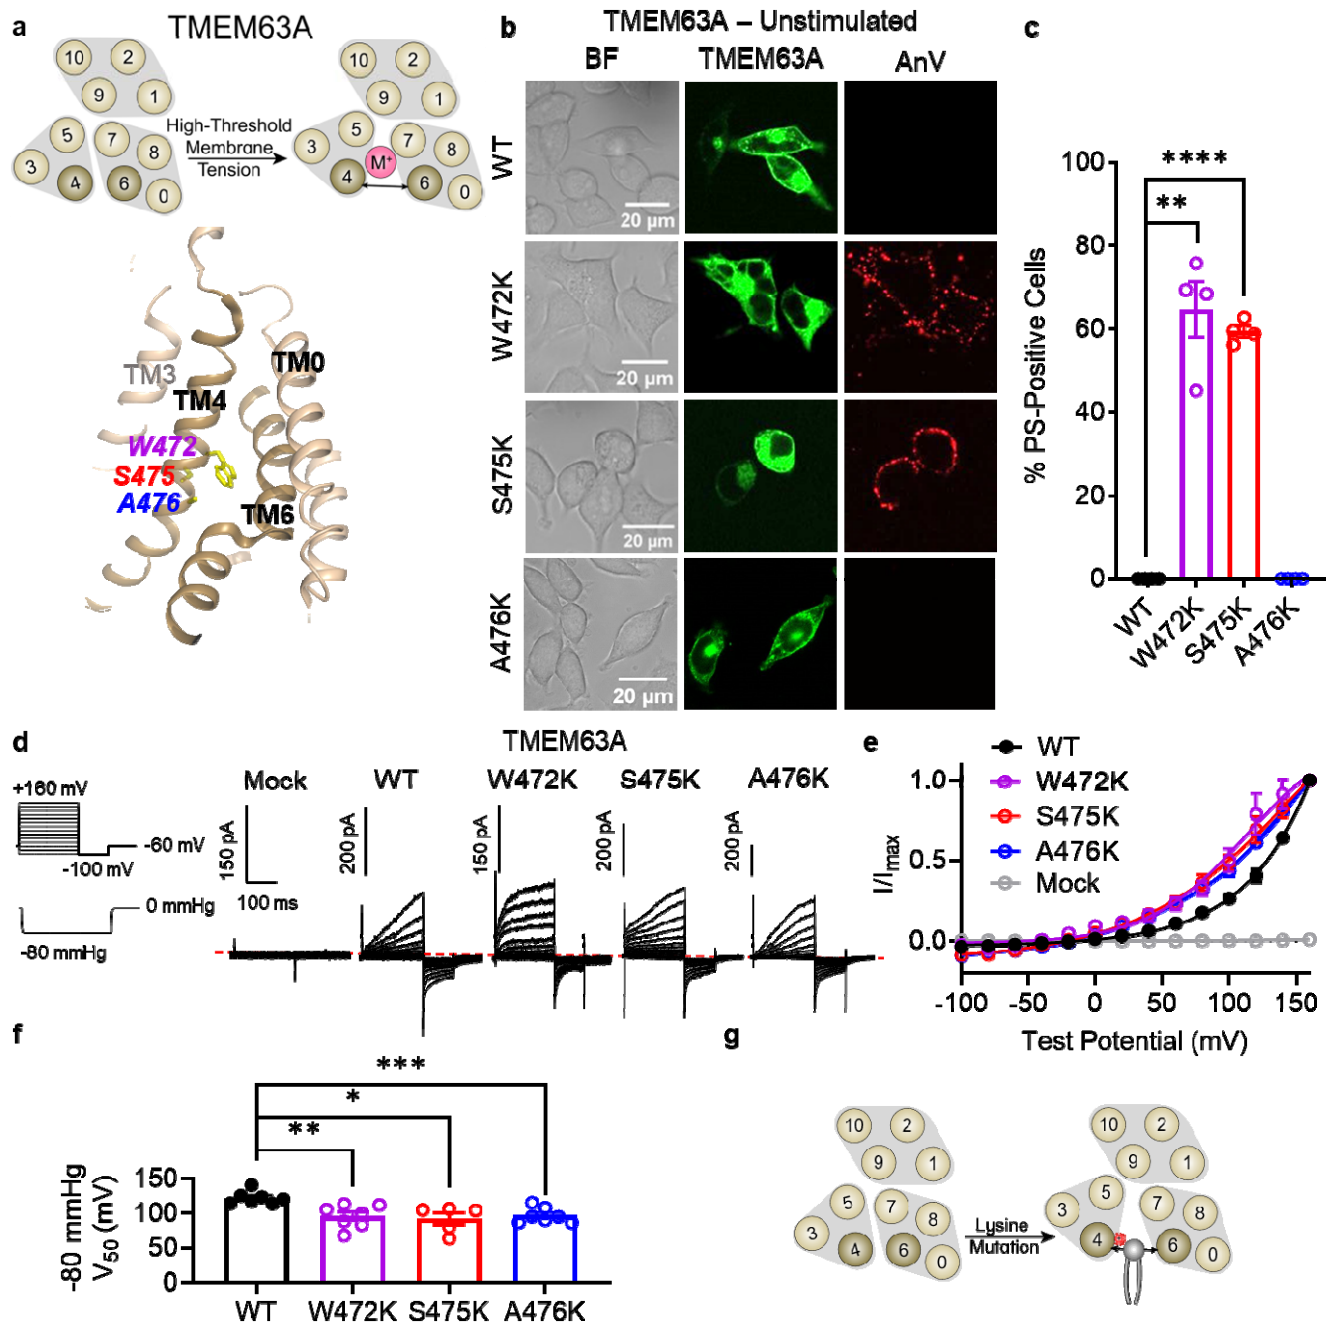 a
TMEM63A
10 2 9 1 5 7 3 8 4 6 0
High-Threshold
Membrane
Tension
10 2 9 1 5 7 3 M+ 8 4 6 0
TM3
TM0
TM4
W472
S475
A476
TM6
b
TMEM63A – Unstimulated
BF TMEM63A AnV
WT
20 µm
W472K
20 µm
S475K
20 µm
A476K
20 µm
c
% PS-Positive Cells
100
80
60
40
20
0
****
**
WT W472K S475K A476K
d
TMEM63A
Mock WT W472K S475K A476K
+160 mV
-60 mV
-100 mV
0 mmHg
-80 mmHg
150 pA
100 ms
200 pA
150 pA
200 pA
200 pA
e
WT
W472K
S475K
A476K
Mock
I/Imax
1.0
0.5
0.0
-100 -50 0 50 100 150
Test Potential (mV)
f
***
*
**
-80 mmHg
V50 (mV)
150
100
50
0
WT W472K S475K A476K
g
10 2 9 1 5 7 3 8 4 6 0
Lysine
Mutation
10 2 9 1 5 7 3 8 4 6 0